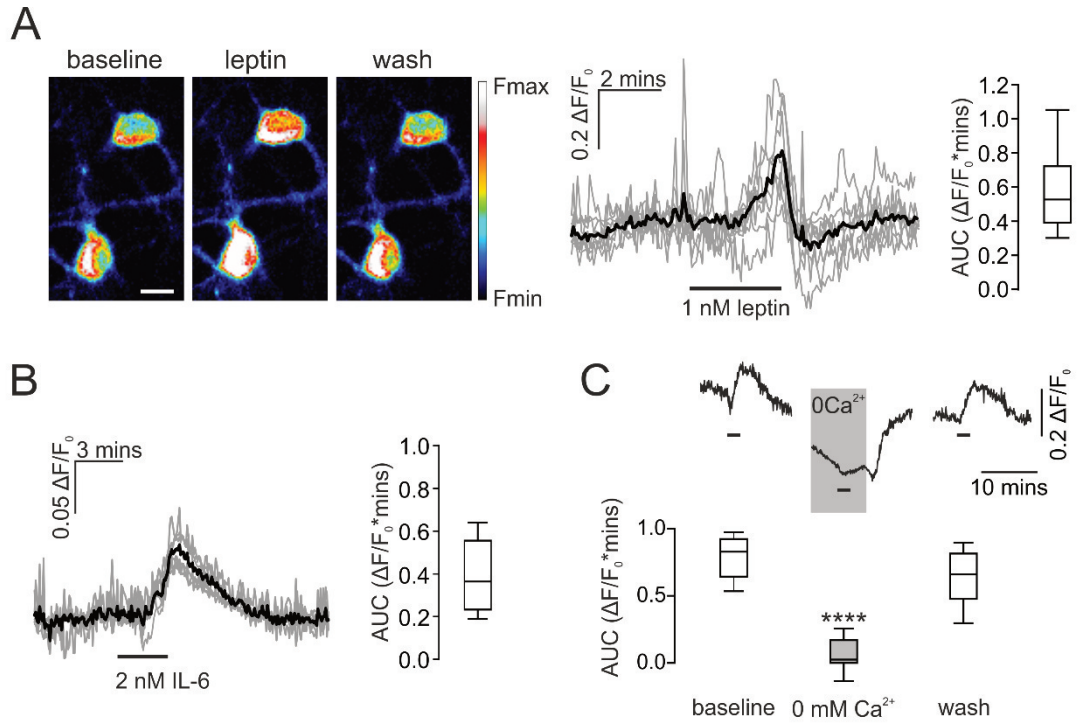 A
baseline leptin wash
Fmax
Fmin
0.2 ΔF/F₀
2 mins
1 nM leptin
AUC (ΔF/F₀*mins)
1.2
1.0
0.8
0.6
0.4
0.2
0.0
B
0.05 ΔF/F₀
3 mins
2 nM IL-6
AUC (ΔF/F₀*mins)
1.0
0.8
0.6
0.4
0.2
0.0
C
0Ca²⁺
0.2 ΔF/F₀
10 mins
AUC (ΔF/F₀*mins)
1.0
0.5
0.0
****
baseline 0 mM Ca²⁺ wash